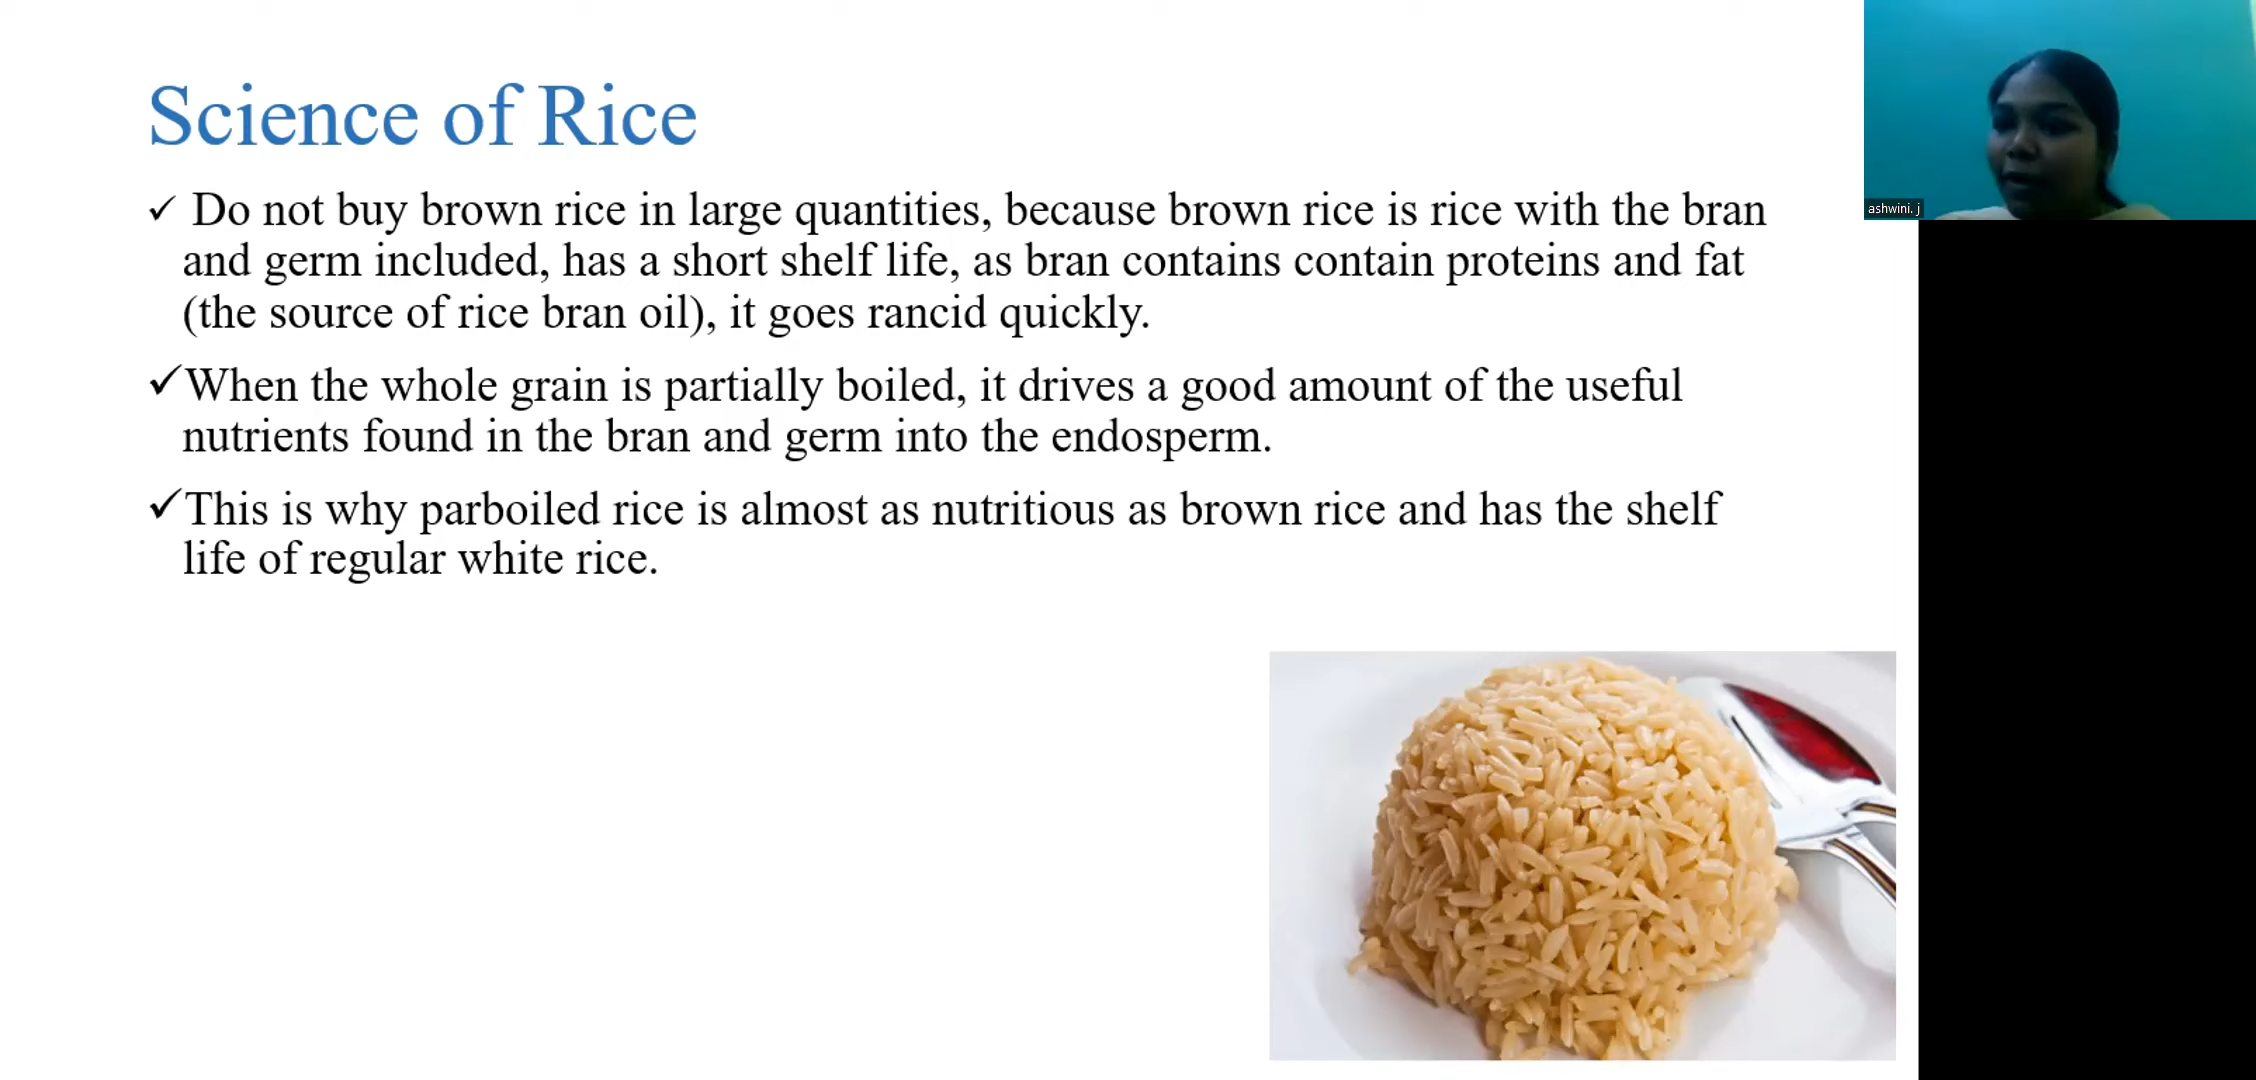 Science of Rice
✓ Do not buy brown rice in large quantities, because brown rice is rice with the bran
and germ included, has a short shelf life, as bran contains contain proteins and fat
(the source of rice bran oil), it goes rancid quickly.
✓When the whole grain is partially boiled, it drives a good amount of the useful
nutrients found in the bran and germ into the endosperm.
✓This is why parboiled rice is almost as nutritious as brown rice and has the shelf
life of regular white rice.
ashwini. j